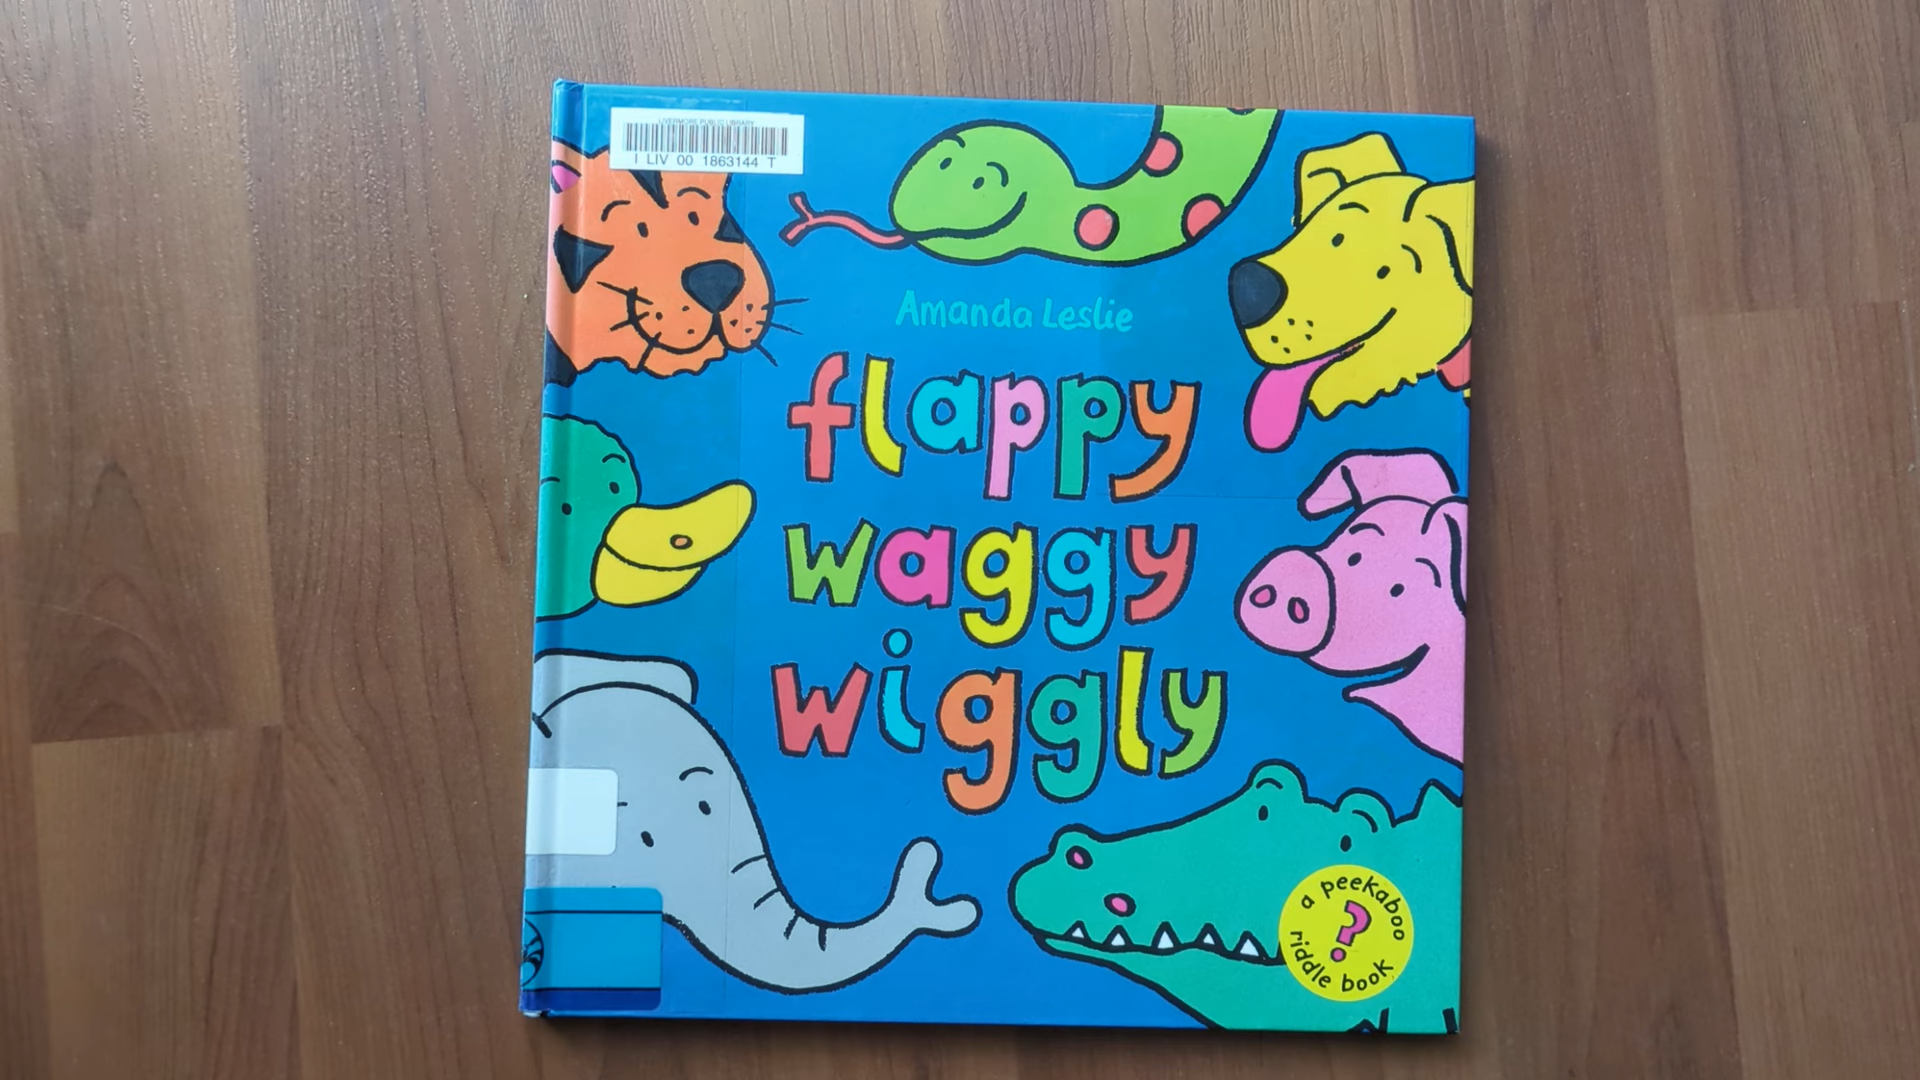 LIVERMORE PUBLIC LIBRARY
I LIV 00 1863144 T
Amanda Leslie
flappy
waggy
wiggly
a peekaboo
?
riddle book